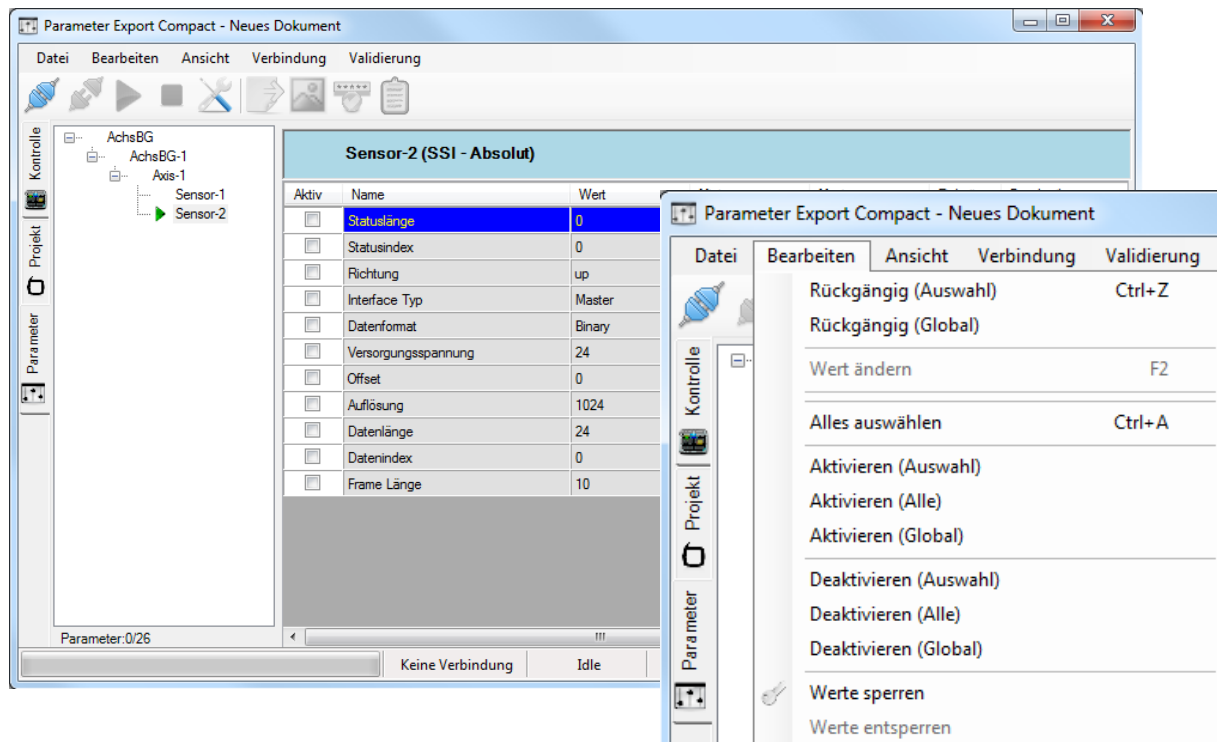 Parameter Export Compact - Neues Dokument
Datei Bearbeiten Ansicht Verbindung Validierung
Kontrolle
Projekt
Parameter
AchsBG
AchsBG-1
Axis-1
Sensor-1
Sensor-2
Parameter:0/26
Sensor-2 (SSI - Absolut)
Aktiv Name Wert
Statuslänge 0
Statusindex 0
Richtung up
Interface Typ Master
Datenformat Binary
Versorgungsspannung 24
Offset 0
Auflösung 1024
Datenlänge 24
Datenindex 0
Frame Länge 10
Keine Verbindung Idle
Parameter Export Compact - Neues Dokument
Datei Bearbeiten Ansicht Verbindung Validierung
Kontrolle
Projekt
Parameter
Rückgängig (Auswahl) Ctrl+Z
Rückgängig (Global)
Wert ändern F2
Alles auswählen Ctrl+A
Aktivieren (Auswahl)
Aktivieren (Alle)
Aktivieren (Global)
Deaktivieren (Auswahl)
Deaktivieren (Alle)
Deaktivieren (Global)
Werte sperren
Werte entsperren